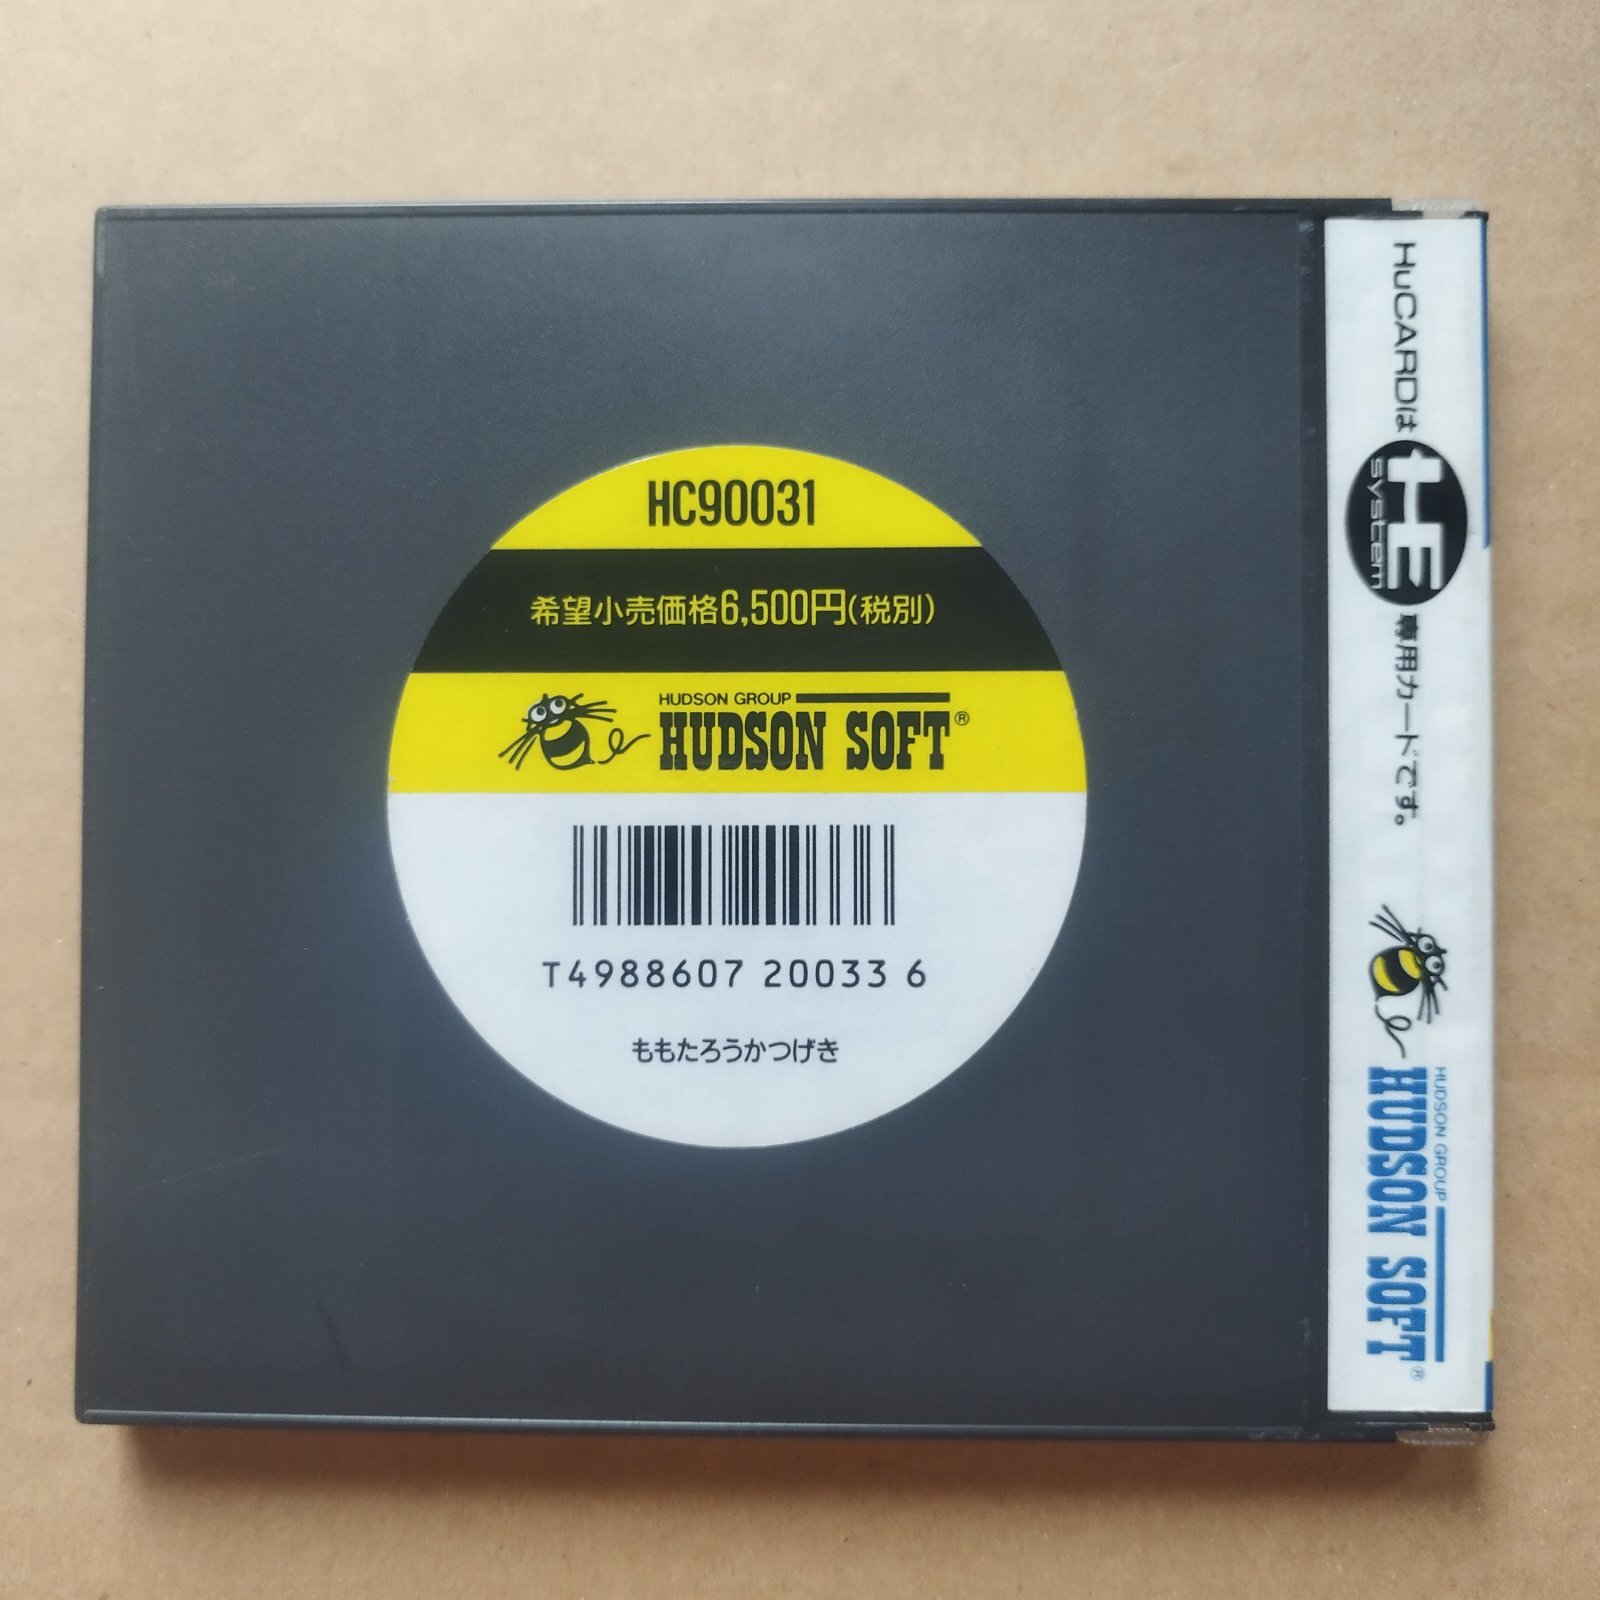 HC90031
希望小売価格6,500円(税別)
HUDSON GROUP
HUDSON SOFT®
T4988607 20033 6
ももたろうかつげき
HuCARDは HE system 専用カードです。
HUDSON GROUP
HUDSON SOFT®